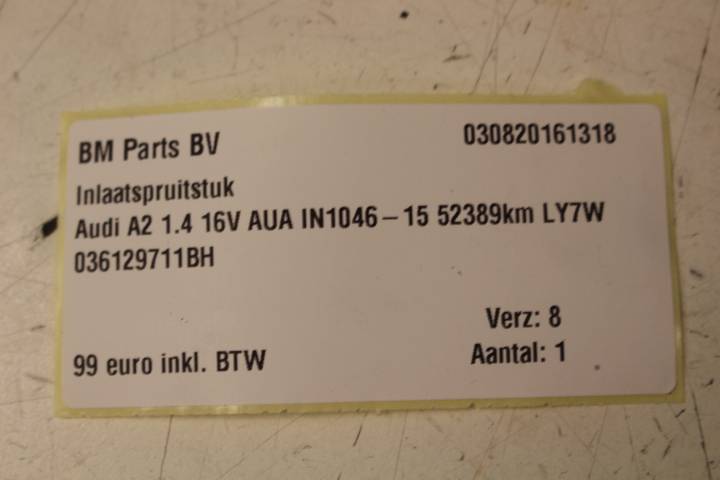 BM Parts BV 030820161318
Inlaatspruitstuk
Audi A2 1.4 16V AUA IN1046-15 52389km LY7W
036129711BH
Verz: 8
99 euro inkl. BTW Aantal: 1